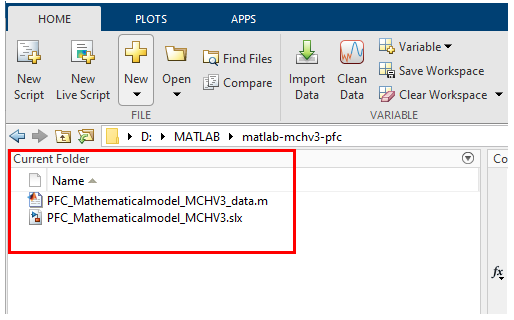 HOME PLOTS APPS
New Script
New Live Script
New
Open
Find Files
Compare
Import Data
Clean Data
Variable
Save Workspace
Clear Workspace
FILE VARIABLE
D: MATLAB matlab-mchv3-pfc
Current Folder
Co
Name
PFC_Mathematicalmodel_MCHV3_data.m
PFC_Mathematicalmodel_MCHV3.slx
fx